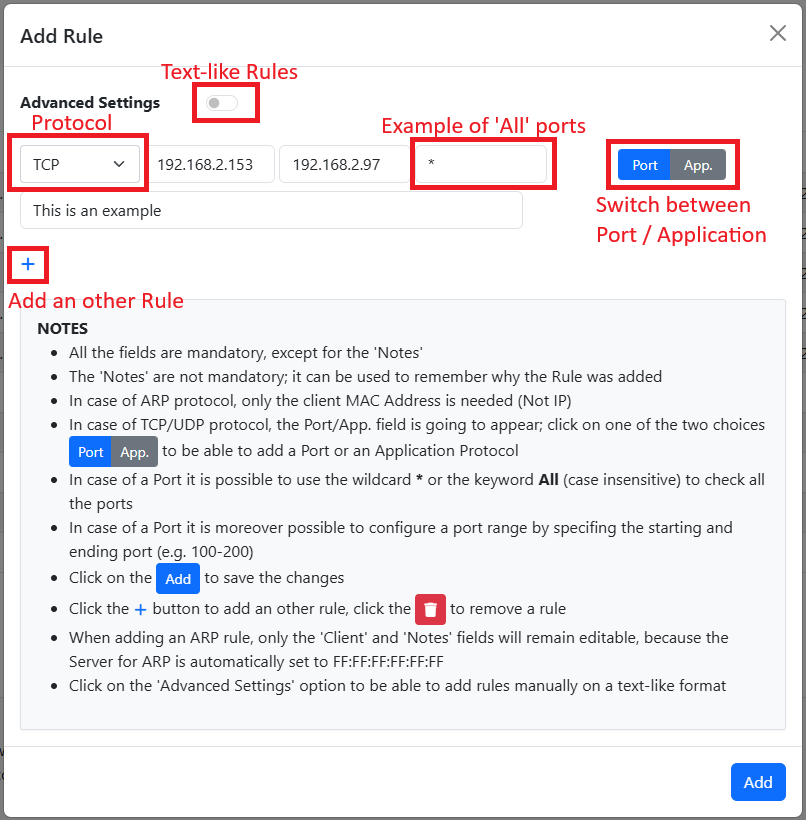 Add Rule
Text-like Rules
Advanced Settings
Protocol
Example of 'All' ports
TCP
192.168.2.153
192.168.2.97
*
Port App.
Switch between
Port / Application
This is an example
+
Add an other Rule
NOTES
All the fields are mandatory, except for the 'Notes'
The 'Notes' are not mandatory; it can be used to remember why the Rule was added
In case of ARP protocol, only the client MAC Address is needed (Not IP)
In case of TCP/UDP protocol, the Port/App. field is going to appear; click on one of the two choices
Port App. to be able to add a Port or an Application Protocol
In case of a Port it is possible to use the wildcard * or the keyword All (case insensitive) to check all
the ports
In case of a Port it is moreover possible to configure a port range by specifing the starting and
ending port (e.g. 100-200)
Click on the Add to save the changes
Click the + button to add an other rule, click the to remove a rule
When adding an ARP rule, only the 'Client' and 'Notes' fields will remain editable, because the
Server for ARP is automatically set to FF:FF:FF:FF:FF:FF
Click on the 'Advanced Settings' option to be able to add rules manually on a text-like format
Add